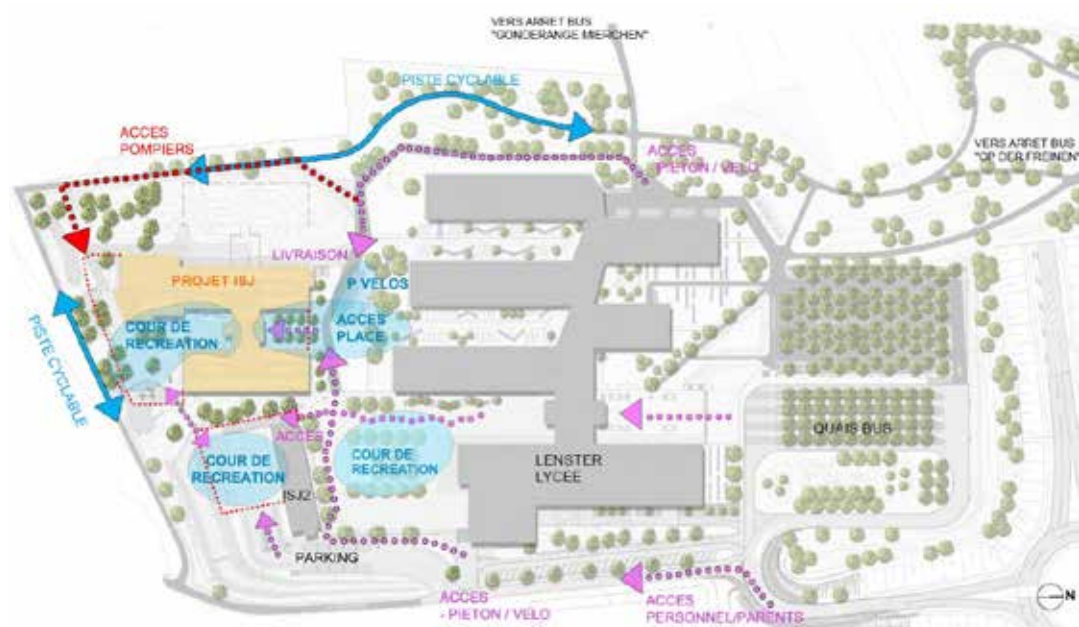 VERS ARRET BUS
"GONDERANGE MIERCHEN"
PISTE CYCLABLE
ACCES
POMPIERS
ACCES
- PIETON / VELO
VERS ARRET BUS
"OP DER FREINEN"
LIVRAISON
PROJET ISJ
P VELOS
COUR DE
RECREATION
ACCES
PLACE
PISTE CYCLABLE
ACCES
QUAIS BUS
COUR DE
RECREATION
COUR DE
RECREATION
LENSTER
LYCEE
ISJ2
PARKING
ACCES
- PIETON / VELO
ACCES
PERSONNEL/PARENTS
N